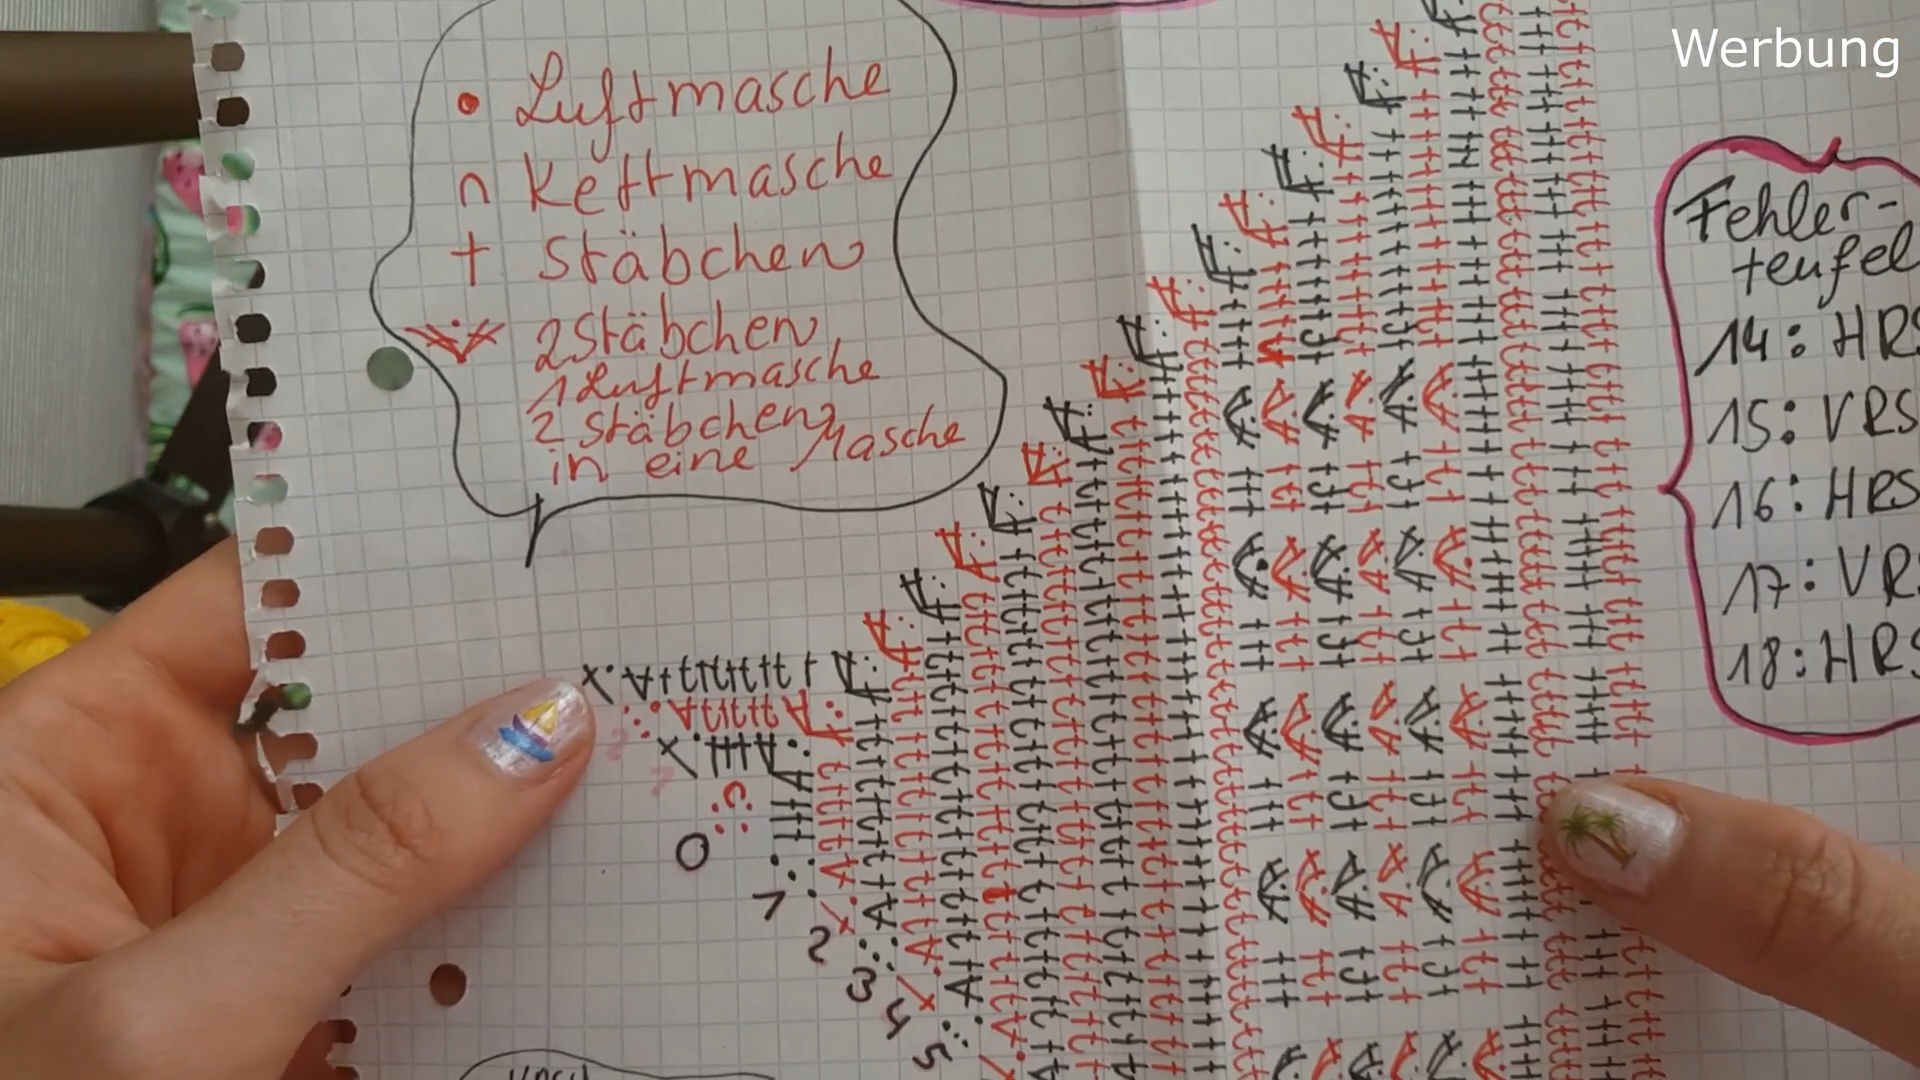 Werbung
• Luftmasche
∩ Kettmasche
+ Stäbchen
2 Stäbchen
1 Luftmasche
2 Stäbchen
in eine Masche
Fehler-
teufel
14: HRS
15: VRS
16: HRS
17: VRS
18: HRS
0
1
2
3
4
5